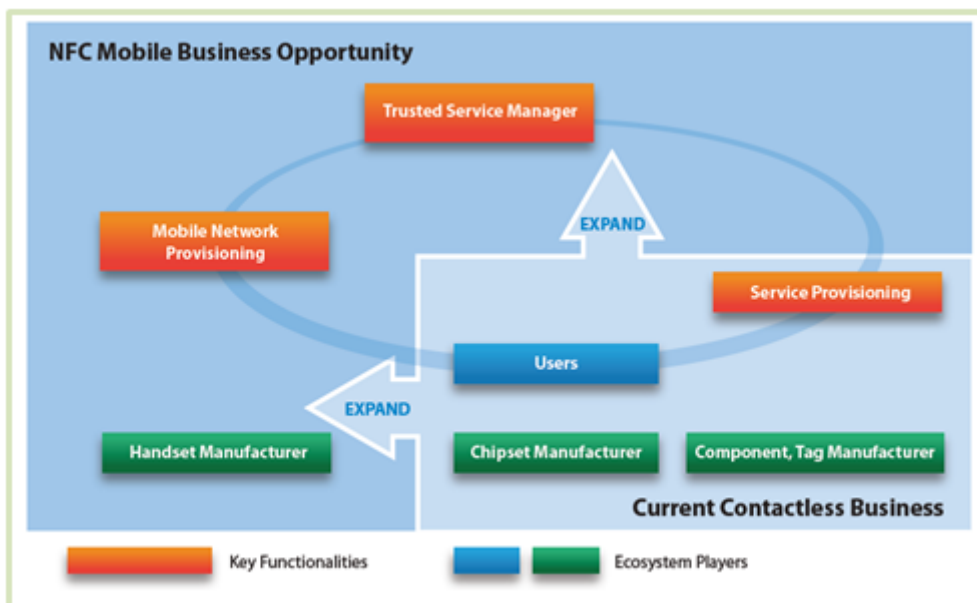 NFC Mobile Business Opportunity
Trusted Service Manager
EXPAND
Mobile Network
Provisioning
Service Provisioning
Users
EXPAND
Handset Manufacturer
Chipset Manufacturer
Component, Tag Manufacturer
Current Contactless Business
Key Functionalities
Ecosystem Players